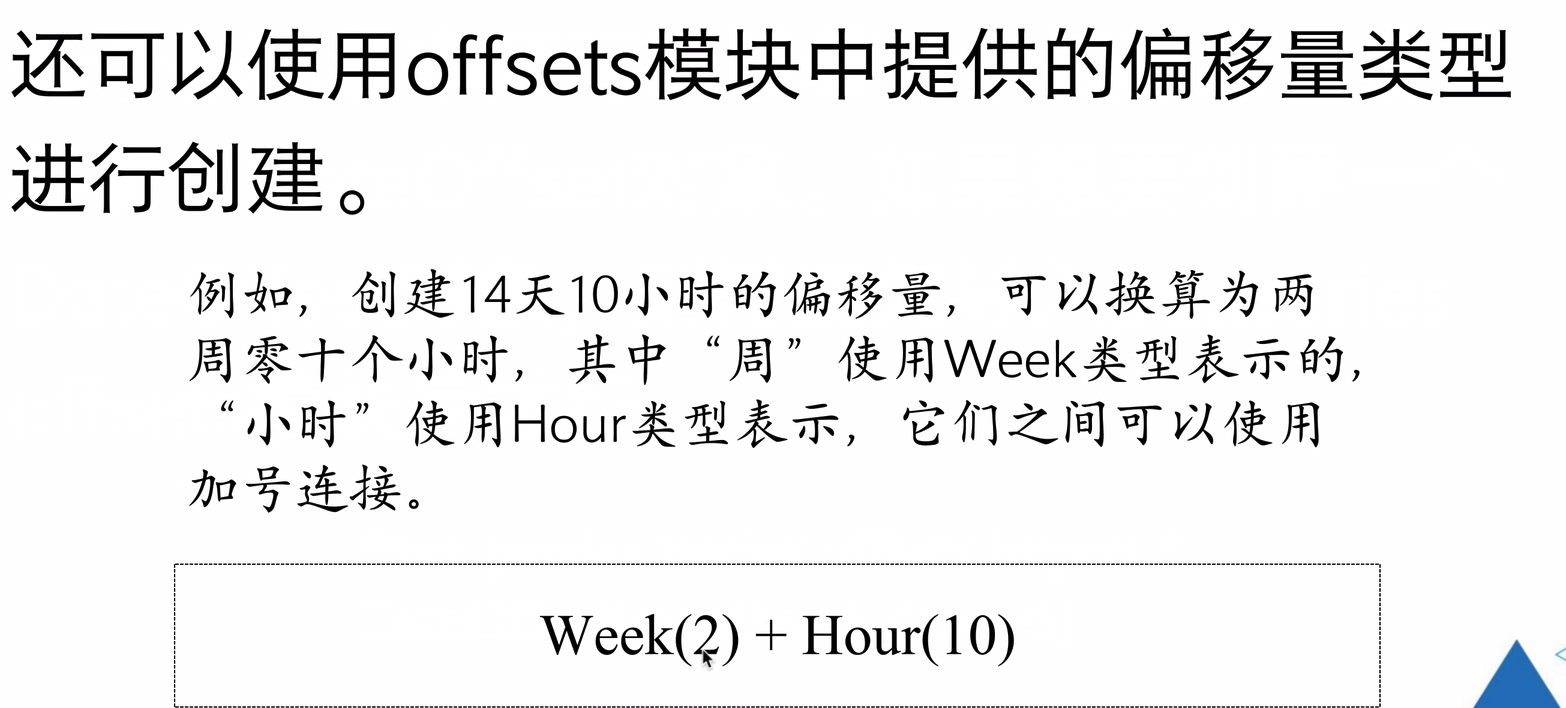 还可以使用offsets模块中提供的偏移量类型
进行创建。
例如，创建14天10小时的偏移量，可以换算为两
周零十个小时，其中“周”使用Week类型表示的，
“小时”使用Hour类型表示，它们之间可以使用
加号连接。
Week(2) + Hour(10)